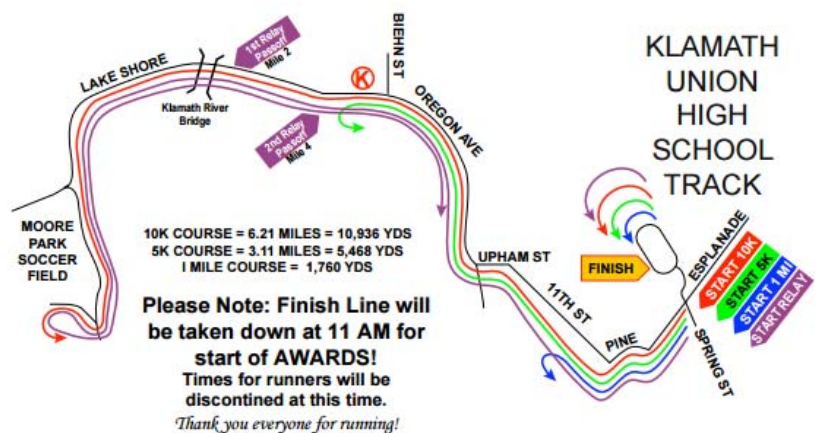 KLAMATH
UNION
HIGH
SCHOOL
TRACK
LAKE SHORE
1st Relay
Passoff
Mile 2
K
BIEHN ST
OREGON AVE
Klamath River
Bridge
2nd Relay
Passoff
Mile 4
MOORE
PARK
SOCCER
FIELD
10K COURSE = 6.21 MILES = 10,936 YDS
5K COURSE = 3.11 MILES = 5,468 YDS
I MILE COURSE = 1,760 YDS
UPHAM ST
11TH ST
PINE
FINISH
ESPLANADE
START 10K
START 5K
START 1 MI
START RELAY
SPRING ST
Please Note: Finish Line will
be taken down at 11 AM for
start of AWARDS!
Times for runners will be
discontined at this time.
Thank you everyone for running!